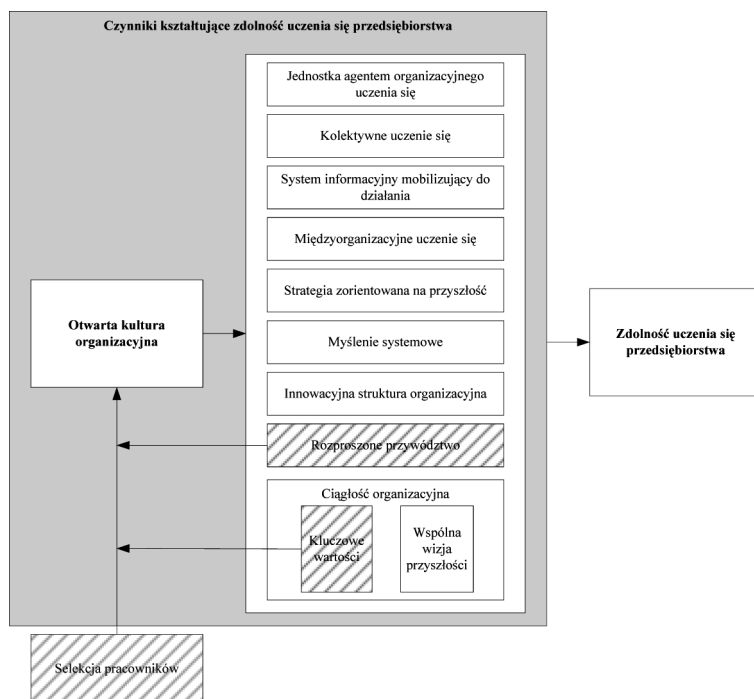 Czynniki kształtujące zdolność uczenia się przedsiębiorstwa
Jednostka agentem organizacyjnego
uczenia się
Kolektywne uczenie się
System informacyjny mobilizujący do
działania
Międzyorganizacyjne uczenie się
Strategia zorientowana na przyszłość
Myślenie systemowe
Innowacyjna struktura organizacyjna
Rozproszone przywództwo
Ciągłość organizacyjna
Kluczowe
wartości
Wspólna
wizja
przyszłości
Otwarta kultura
organizacyjna
Zdolność uczenia się
przedsiębiorstwa
Selekcja pracowników